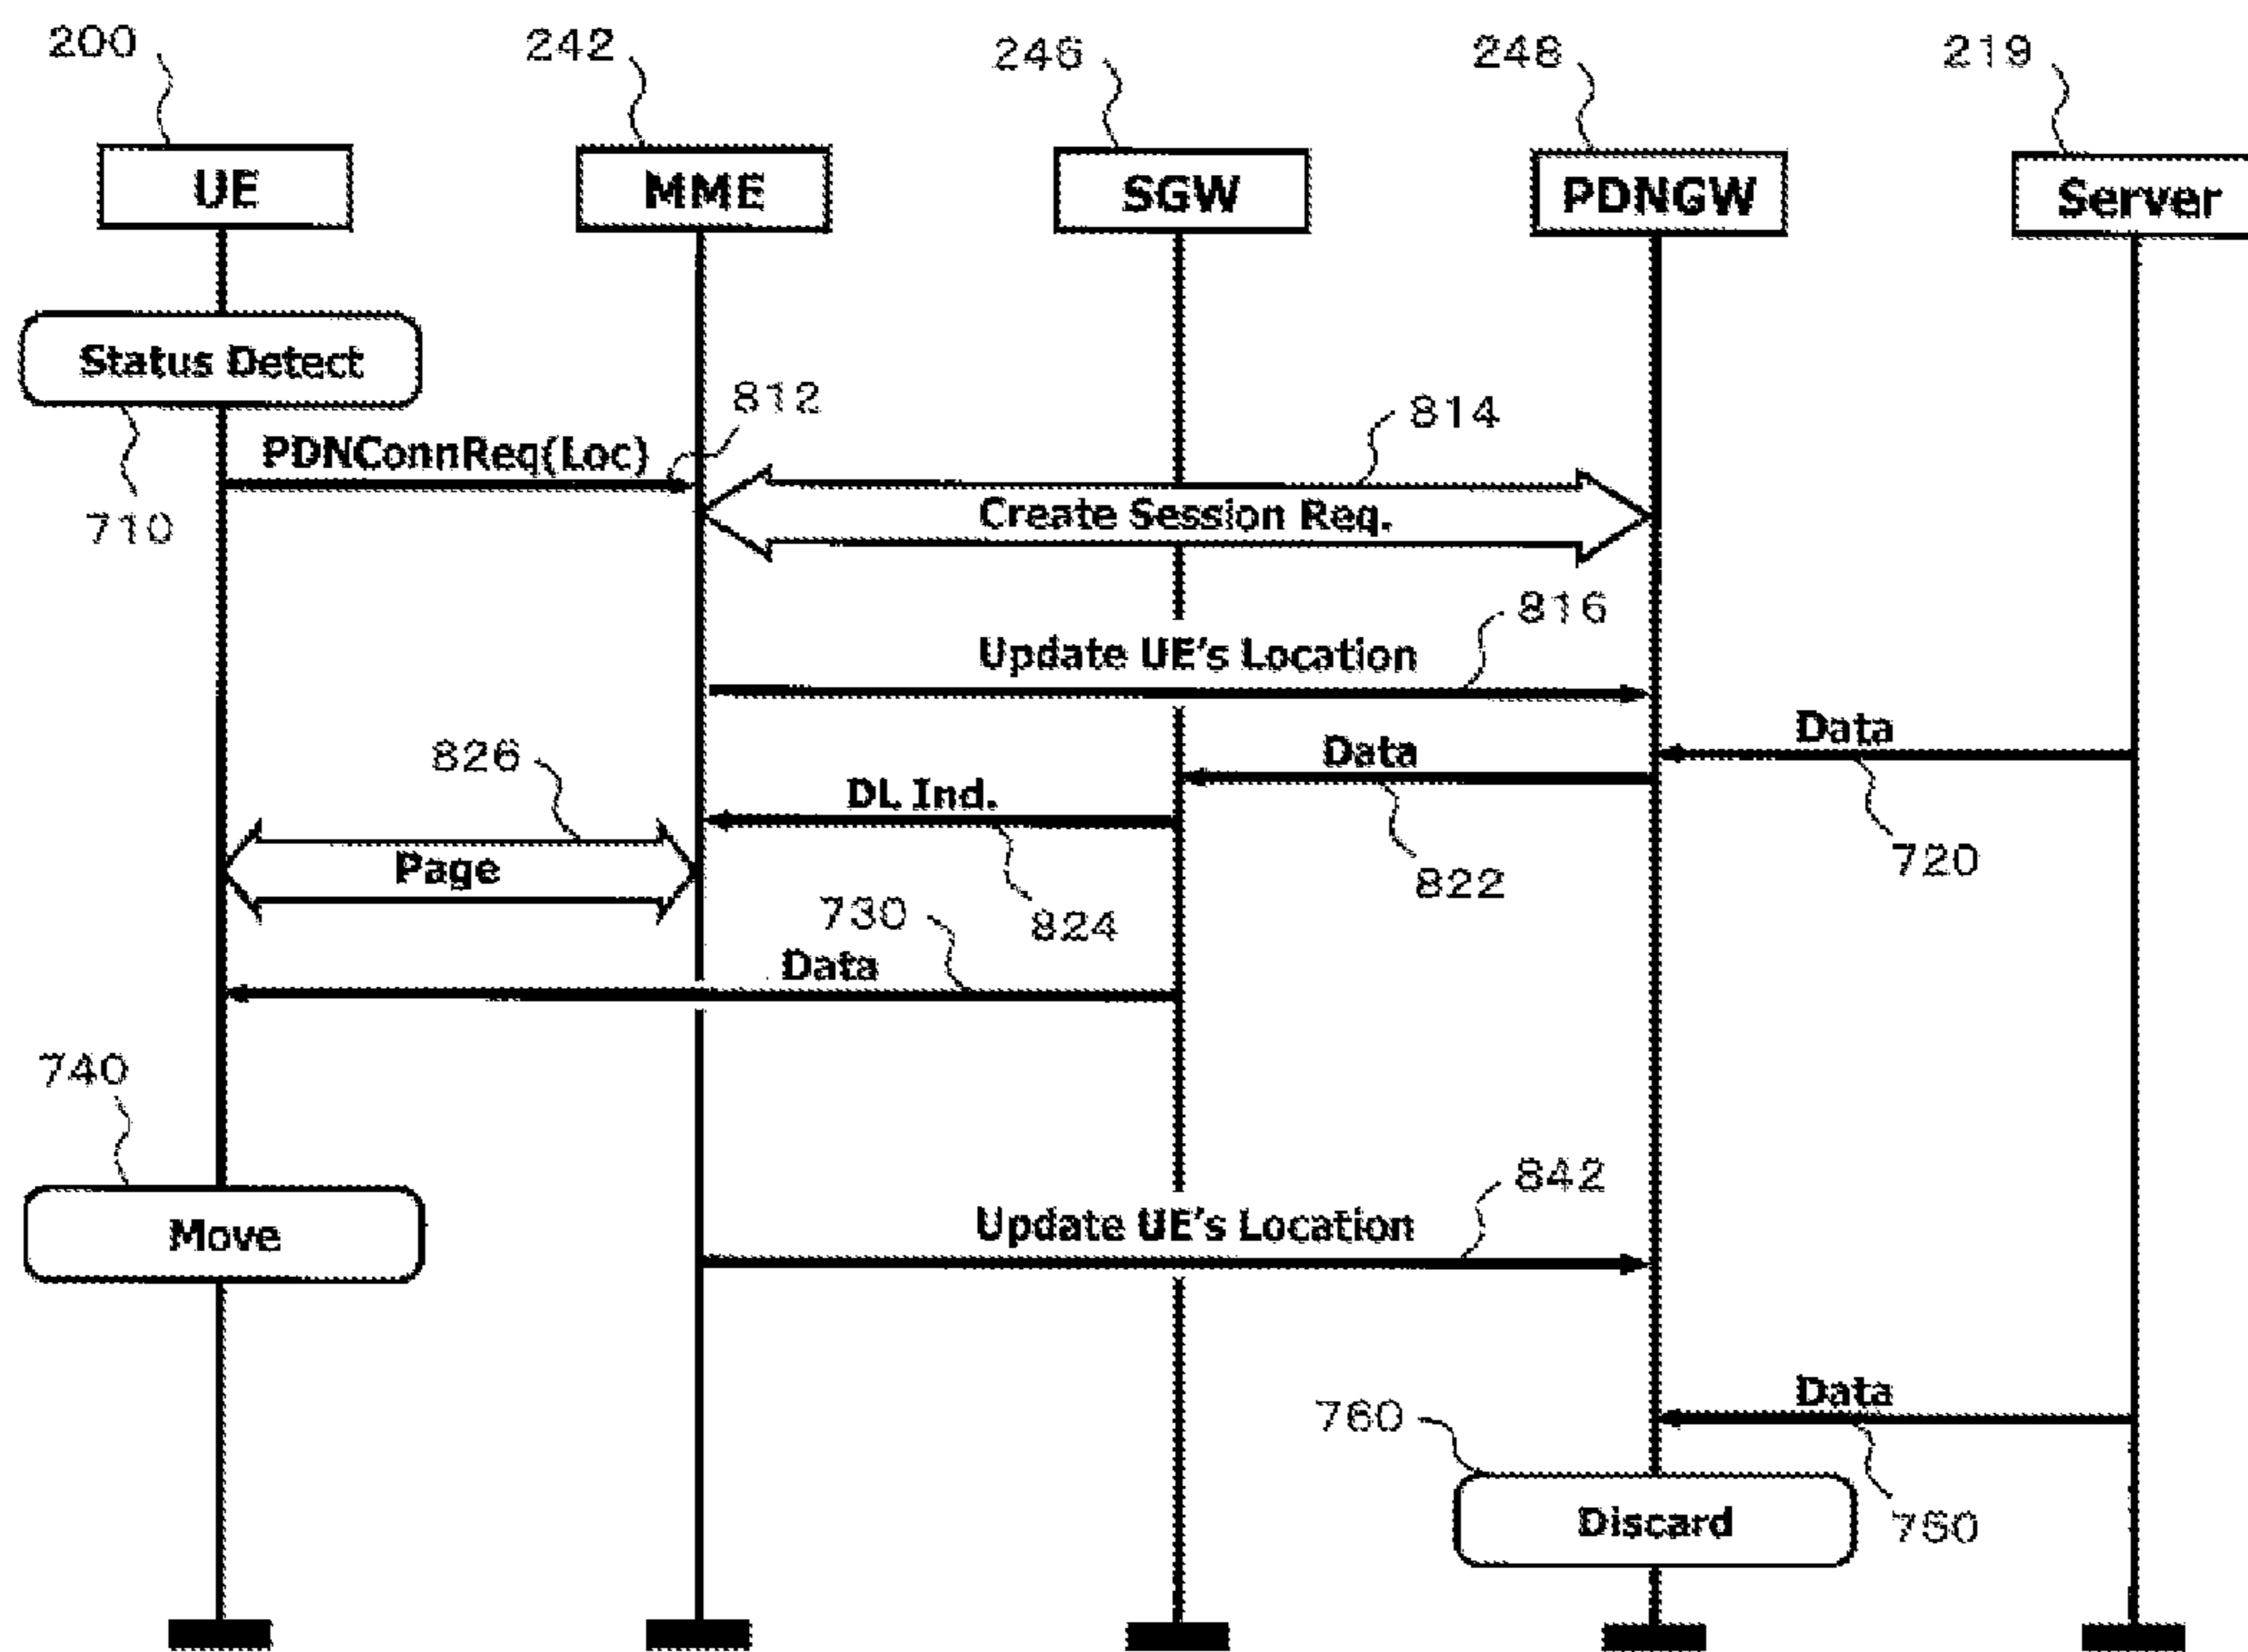 200 242 246 248 219
UE MME SGW PDNGW Server
Status Detect
812
814
PDNConnReq(Loc)
710
Create Session Req.
816
Update UE's Location
Data
826
Data
DL Ind.
720
Page
822
730
824
Data
740
842
Move
Update UE's Location
Data
760
Discard
750